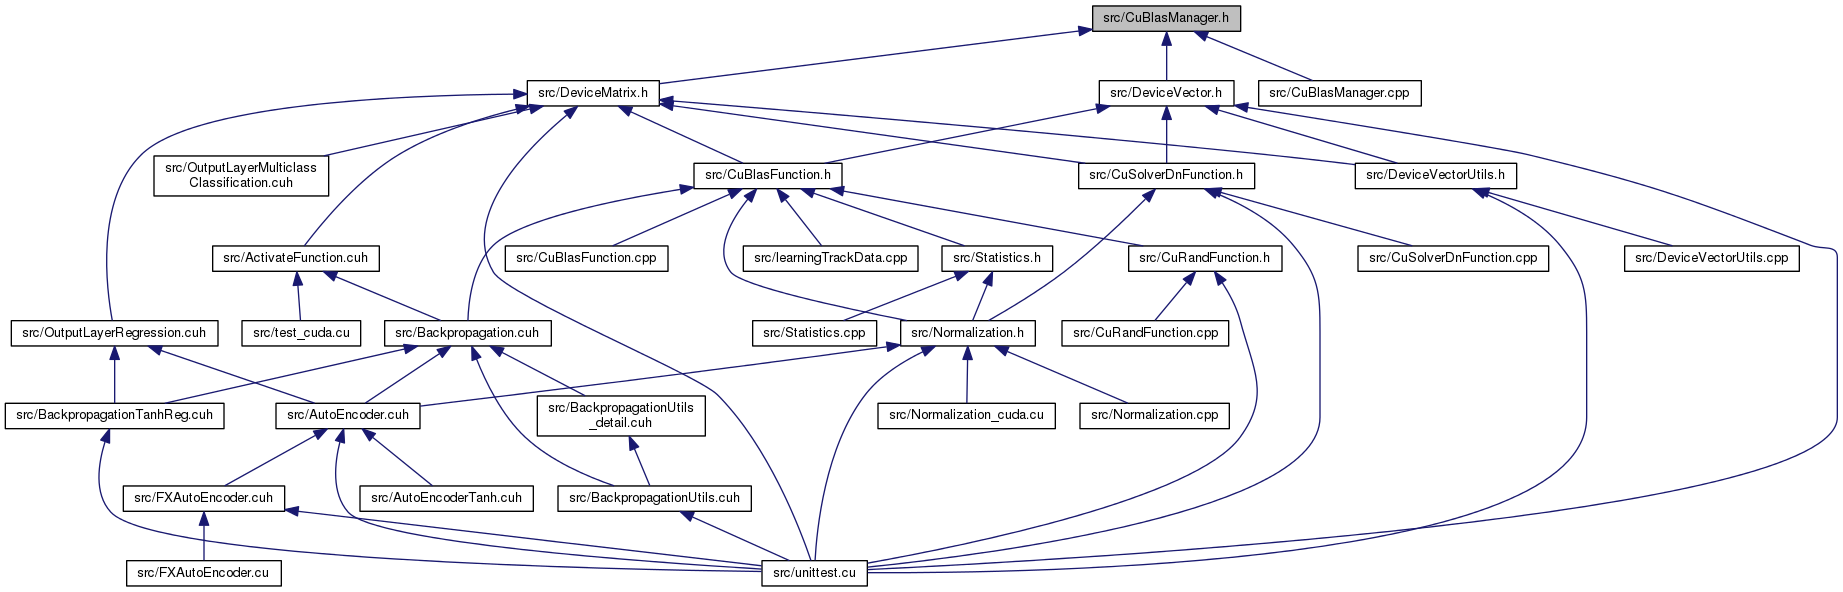 src/CuBlasManager.h
src/DeviceMatrix.h
src/DeviceVector.h
src/CuBlasManager.cpp
src/OutputLayerMulticlass
Classification.cuh
src/CuBlasFunction.h
src/CuSolverDnFunction.h
src/DeviceVectorUtils.h
src/ActivateFunction.cuh
src/CuBlasFunction.cpp
src/learningTrackData.cpp
src/Statistics.h
src/CuRandFunction.h
src/CuSolverDnFunction.cpp
src/DeviceVectorUtils.cpp
src/OutputLayerRegression.cuh
src/test_cuda.cu
src/Backpropagation.cuh
src/Statistics.cpp
src/Normalization.h
src/CuRandFunction.cpp
src/BackpropagationTanhReg.cuh
src/AutoEncoder.cuh
src/BackpropagationUtils
_detail.cuh
src/Normalization_cuda.cu
src/Normalization.cpp
src/FXAutoEncoder.cuh
src/AutoEncoderTanh.cuh
src/BackpropagationUtils.cuh
src/FXAutoEncoder.cu
src/unittest.cu